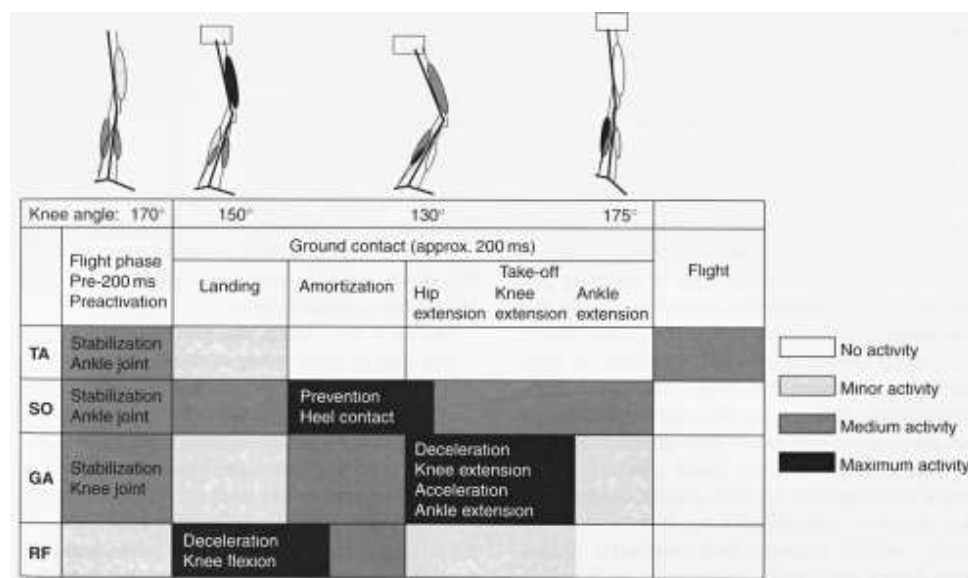 Knee angle: 170° 150° 130° 175°
Ground contact (approx. 200 ms)
Flight phase
Pre-200 ms
Preactivation
Landing
Amortization
Take-off
Hip Knee Ankle
extension extension extension
Flight
TA
Stabilization
Ankle joint
SO
Stabilization
Ankle joint
Prevention
Heel contact
GA
Stabilization
Knee joint
Deceleration
Knee extension
Acceleration
Ankle extension
RF
Deceleration
Knee flexion
No activity
Minor activity
Medium activity
Maximum activity